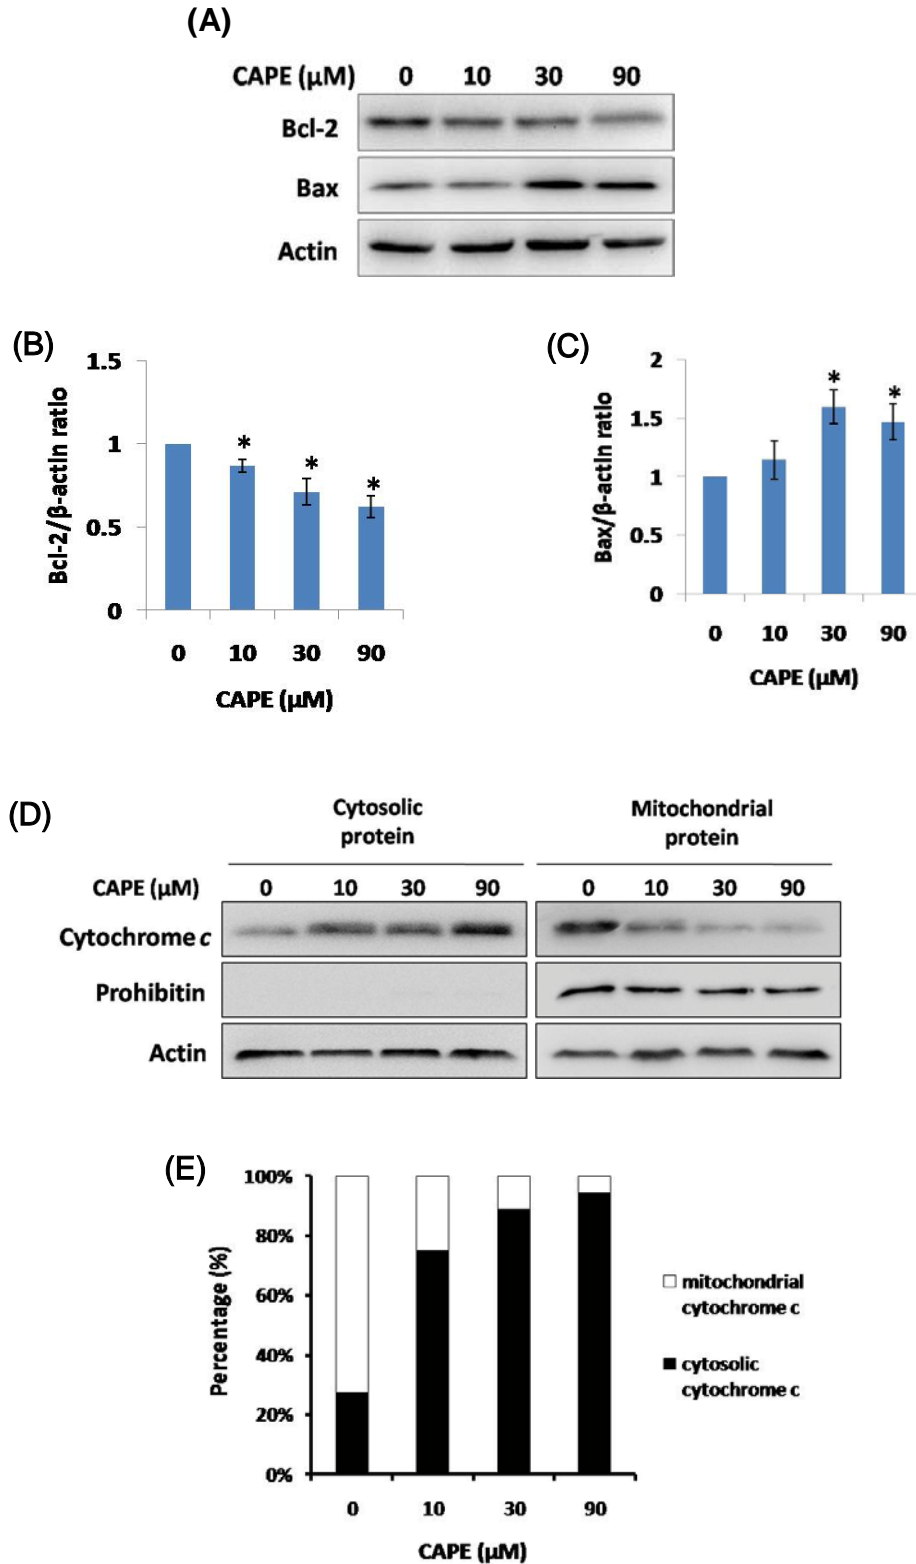 (A)
CAPE (μM) 0 10 30 90
Bcl-2
Bax
Actin
(B)
1.5
1
0.5
0
Bcl-2/β-actin ratio
* * *
0 10 30 90
CAPE (μM)
(C)
2
1.5
1
0.5
0
Bax/β-actin ratio
* *
0 10 30 90
CAPE (μM)
(D)
Cytosolic
protein
Mitochondrial
protein
CAPE (μM) 0 10 30 90 0 10 30 90
Cytochrome c
Prohibitin
Actin
(E)
100%
80%
60%
40%
20%
0%
Percentage (%)
0 10 30 90
CAPE (μM)
mitochondrial
cytochrome c
cytosolic
cytochrome c